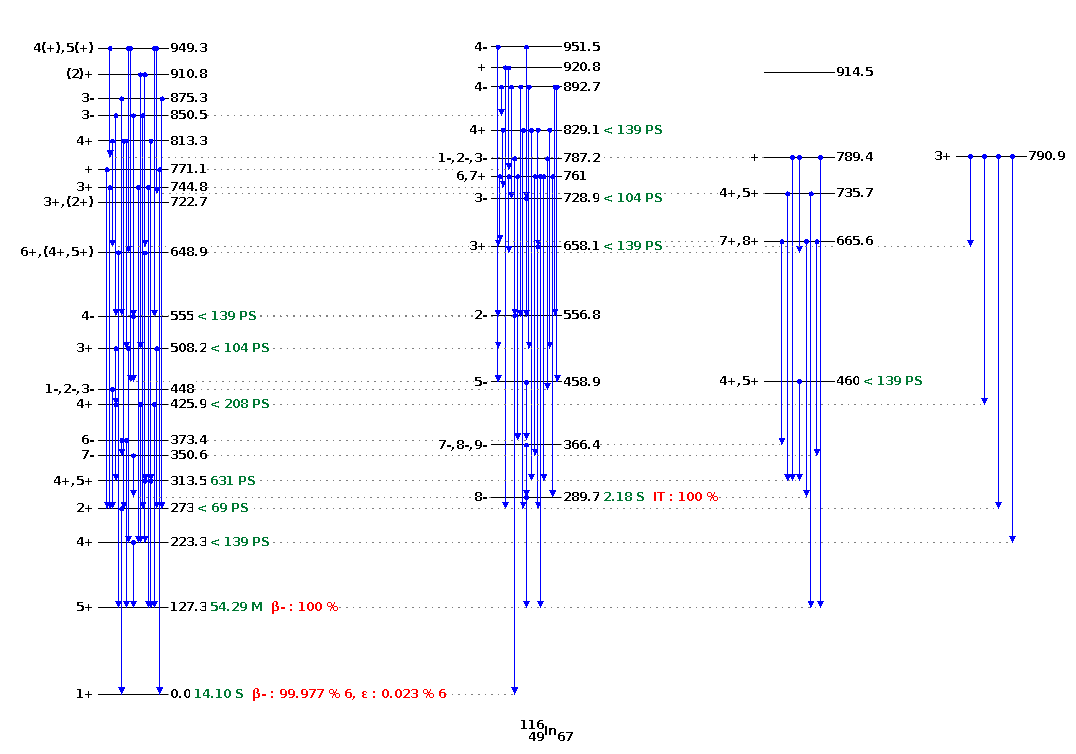 4(+),5(+) 949.3
(2)+ 910.8
3- 875.3
3- 850.5
4+ 813.3
+ 771.1
3+ 744.8
3+,(2+) 722.7
6+,(4+,5+) 648.9
4- 555 < 139 PS
3+ 508.2 < 104 PS
1-,2-,3- 448
4+ 425.9 < 208 PS
6- 373.4
7- 350.6
4+,5+ 313.5 631 PS
2+ 273 < 69 PS
4+ 223.3 < 139 PS
5+ 127.3 54.29 M β- : 100 %
1+ 0.0 14.10 S β- : 99.977 % 6, ε : 0.023 % 6
4- 951.5
+ 920.8
4- 892.7
4+ 829.1 < 139 PS
1-,2-,3- 787.2
6,7+ 761
3- 728.9 < 104 PS
3+ 658.1 < 139 PS
2- 556.8
5- 458.9
7-,8-,9- 366.4
8- 289.7 2.18 S IT : 100 %
914.5
+ 789.4
4+,5+ 735.7
7+,8+ 665.6
4+,5+ 460 < 139 PS
3+ 790.9
116
49In67